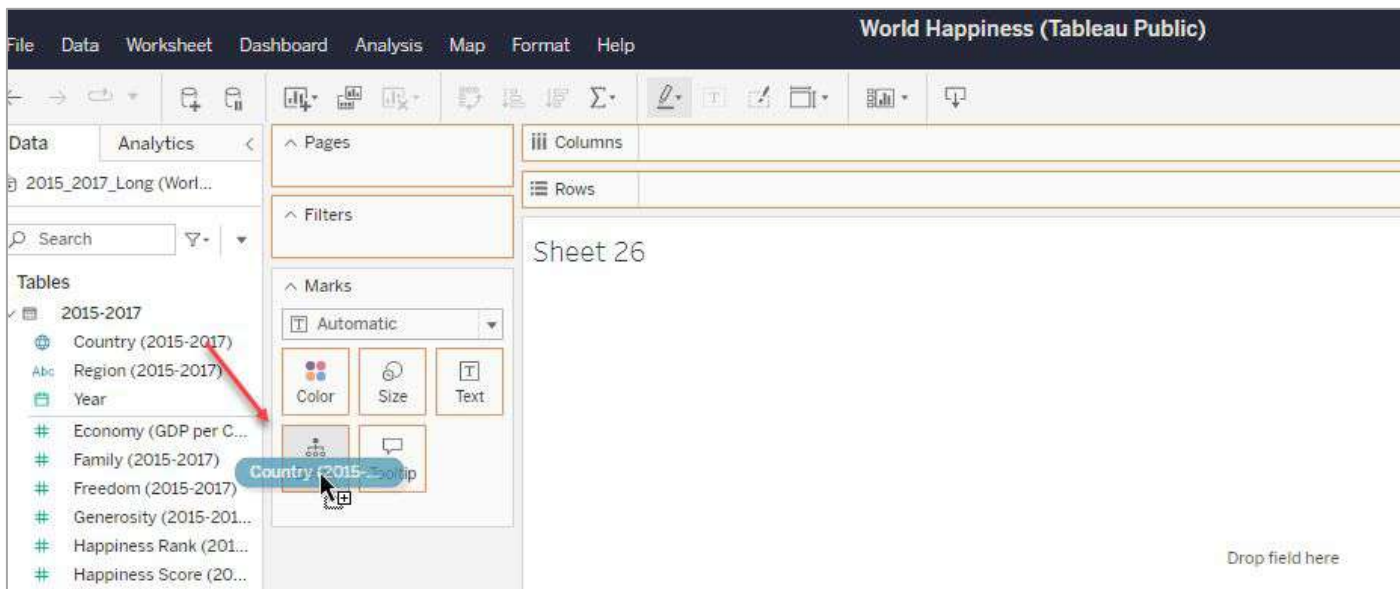 World Happiness (Tableau Public)
File Data Worksheet Dashboard Analysis Map Format Help
Data Analytics
2015_2017_Long (Worl...
Search
Tables
2015-2017
Country (2015-2017)
Abc Region (2015-2017)
Year
Economy (GDP per C...
Family (2015-2017)
Freedom (2015-2017)
Generosity (2015-201...
Happiness Rank (201...
Happiness Score (20...
Pages
Filters
Marks
T Automatic
Color Size Text
Country (2015-...
Columns
Rows
Sheet 26
Drop field here